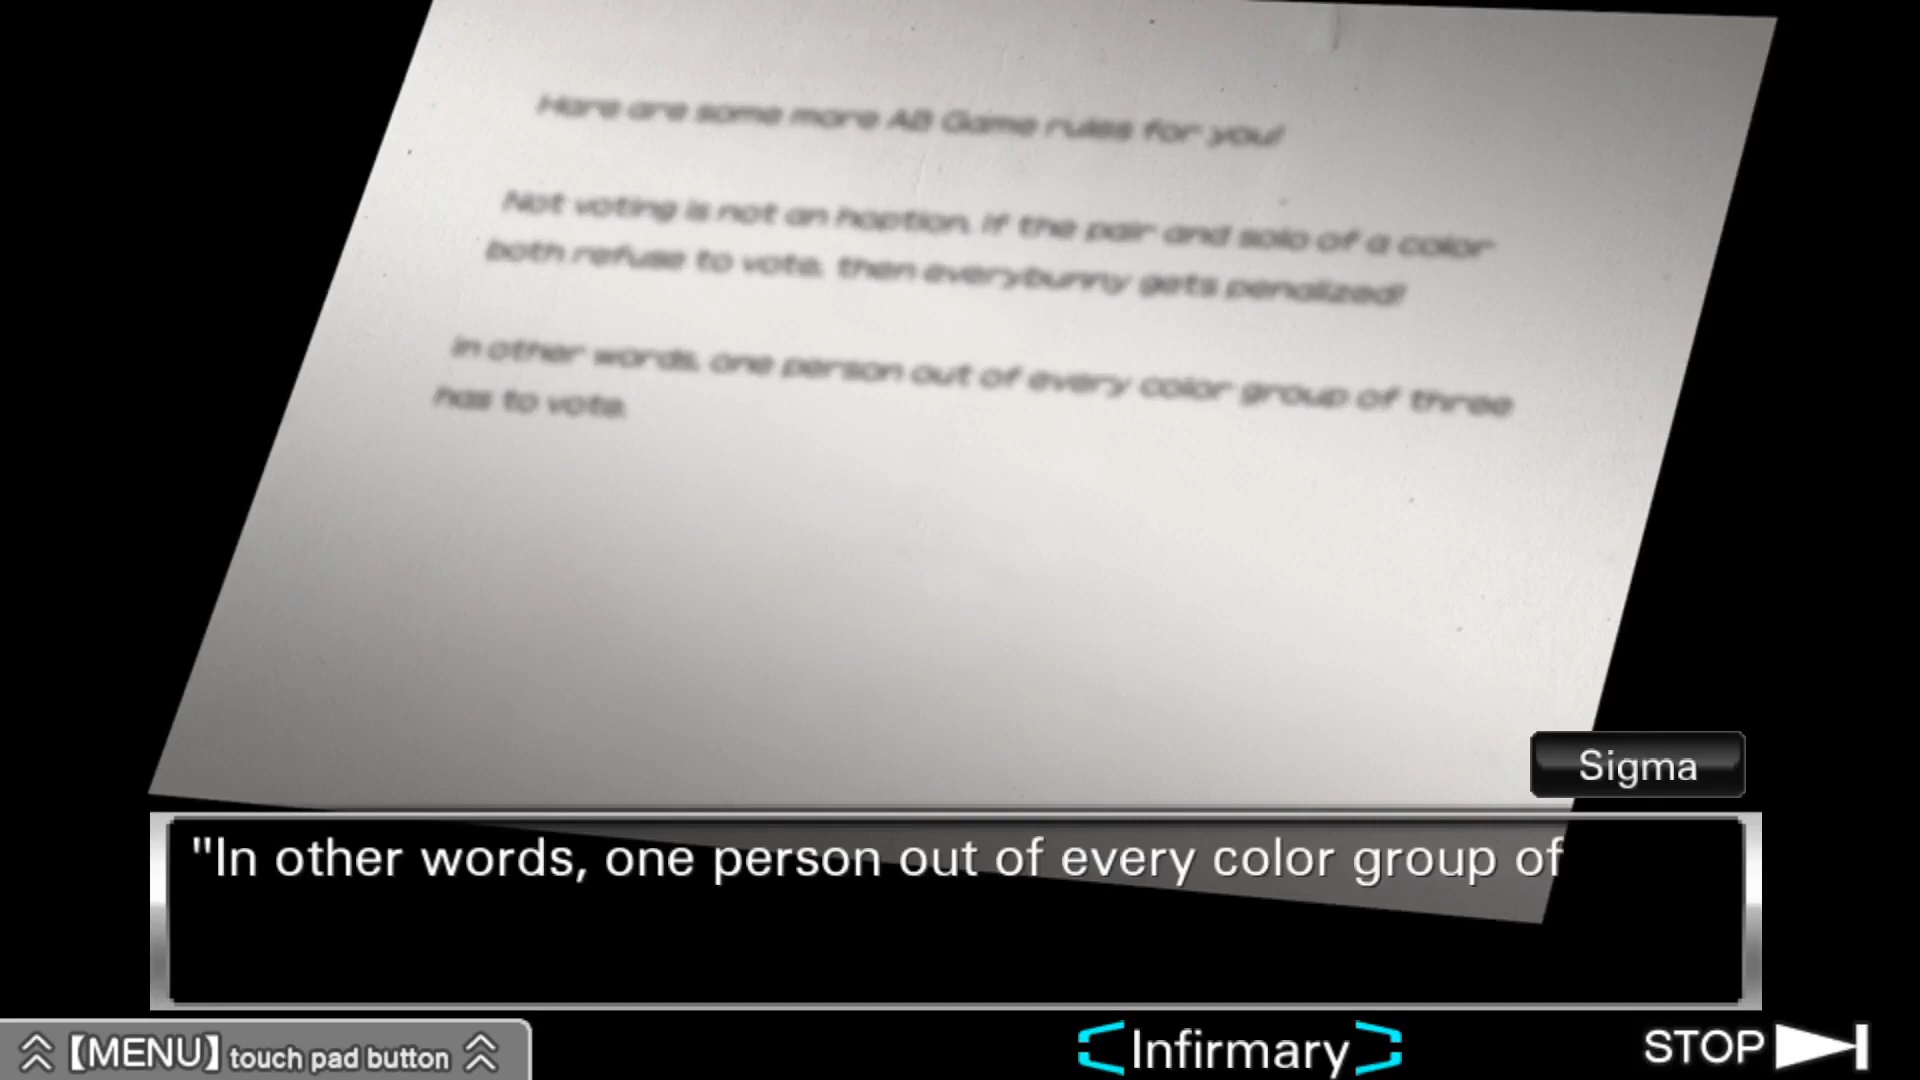 Hare are some more AB Game rules for you!
Not voting is not an hoption. If the pair and solo of a color
both refuse to vote, then everybunny gets penalized!
In other words, one person out of every color group of three
has to vote.
Sigma
"In other words, one person out of every color group of
【MENU】 touch pad button
Infirmary
STOP